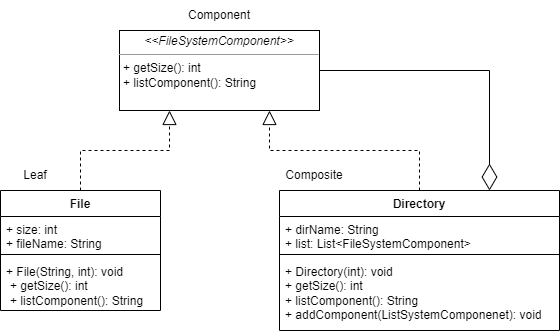 Component
<<FileSystemComponent>>
+ getSize(): int
+ listComponent(): String
Leaf
File
+ size: int
+ fileName: String
+ File(String, int): void
+ getSize(): int
+ listComponent(): String
Composite
Directory
+ dirName: String
+ list: List<FileSystemComponent>
+ Directory(int): void
+ getSize(): int
+ listComponent(): String
+ addComponent(ListSystemComponenet): void